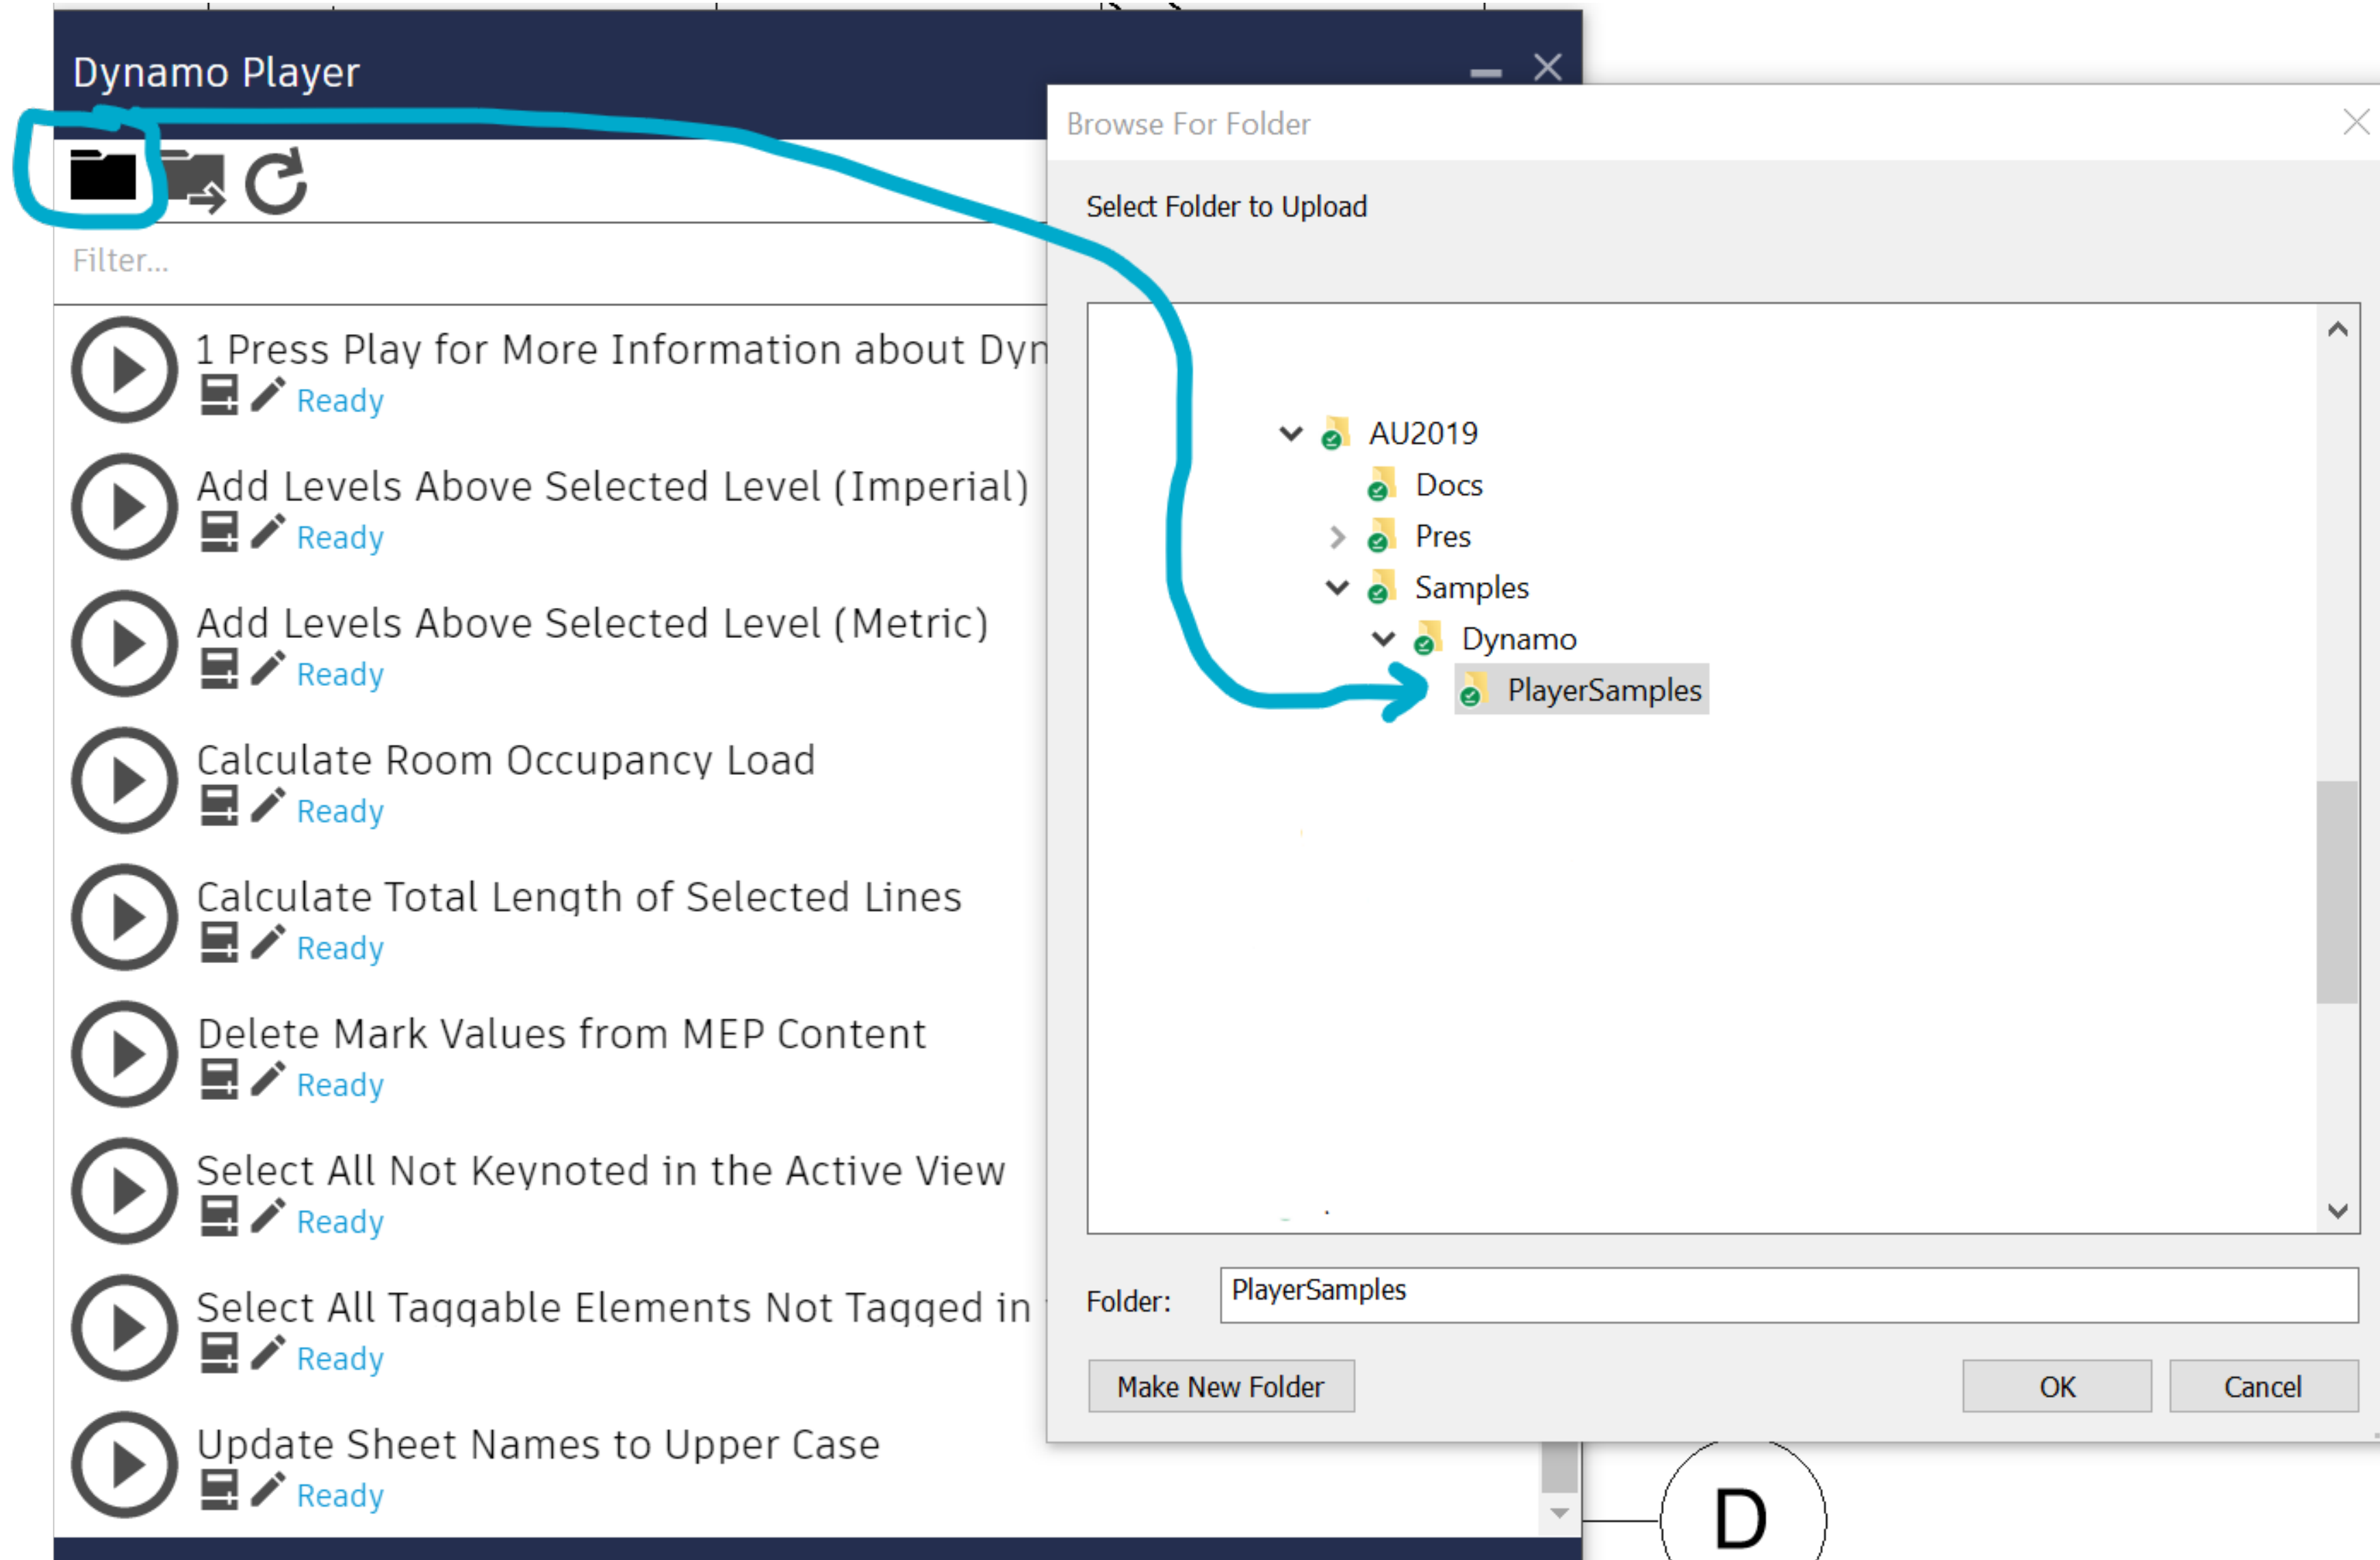 Dynamo Player
Filter...
1 Press Play for More Information about Dyn
Ready
Add Levels Above Selected Level (Imperial)
Ready
Add Levels Above Selected Level (Metric)
Ready
Calculate Room Occupancy Load
Ready
Calculate Total Length of Selected Lines
Ready
Delete Mark Values from MEP Content
Ready
Select All Not Keynoted in the Active View
Ready
Select All Taggable Elements Not Tagged in
Ready
Update Sheet Names to Upper Case
Ready
Browse For Folder
Select Folder to Upload
AU2019
Docs
Pres
Samples
Dynamo
PlayerSamples
Folder: PlayerSamples
Make New Folder OK Cancel
D